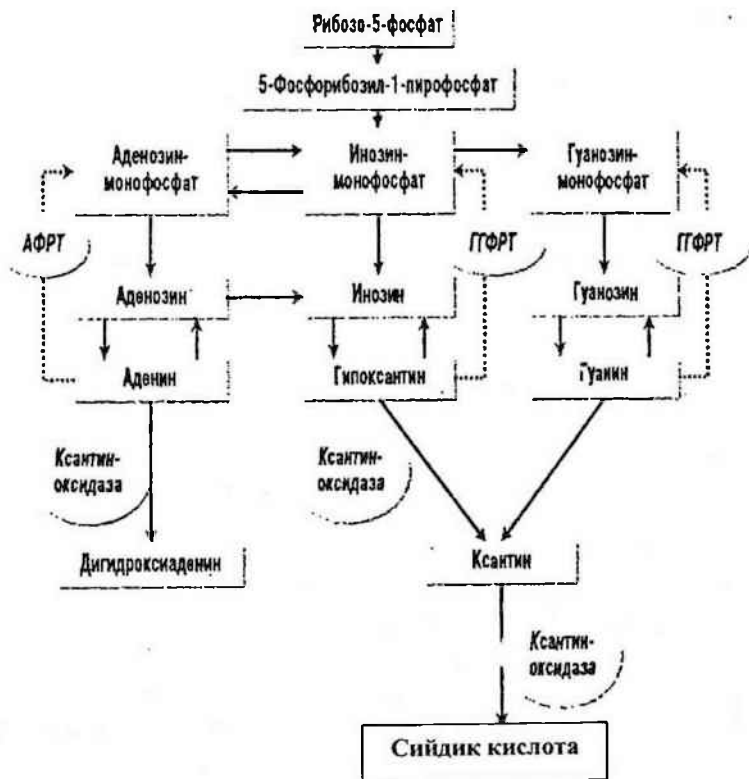 Рибозо-5-фосфат
5-Фосфорибозил-1-пирофосфат
Аденозин-
монофосфат
Инозин-
монофосфат
Гуанозин-
монофосфат
АФРТ
ГГФРТ
ГГФРТ
Аденозин
Инозин
Гуанозин
Аденин
Гипоксантин
Гуанин
Ксантин-
оксидаза
Ксантин-
оксидаза
Дигидроксиаденин
Ксантин
Ксантин-
оксидаза
Сийдик кислота